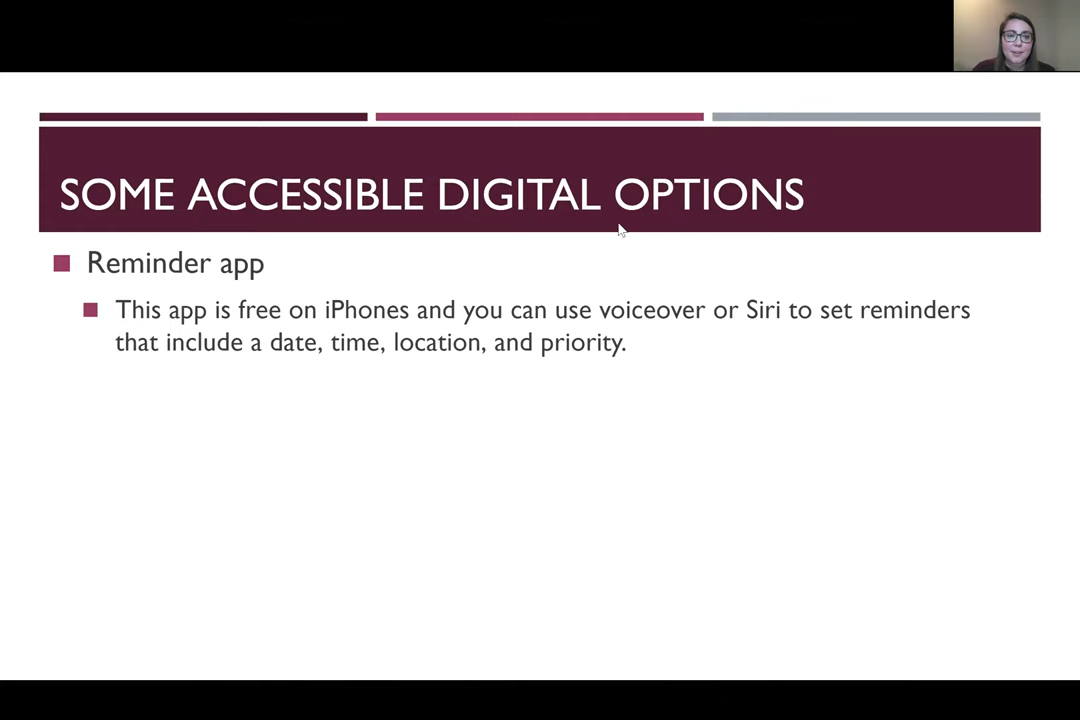 SOME ACCESSIBLE DIGITAL OPTIONS
Reminder app
This app is free on iPhones and you can use voiceover or Siri to set reminders
that include a date, time, location, and priority.